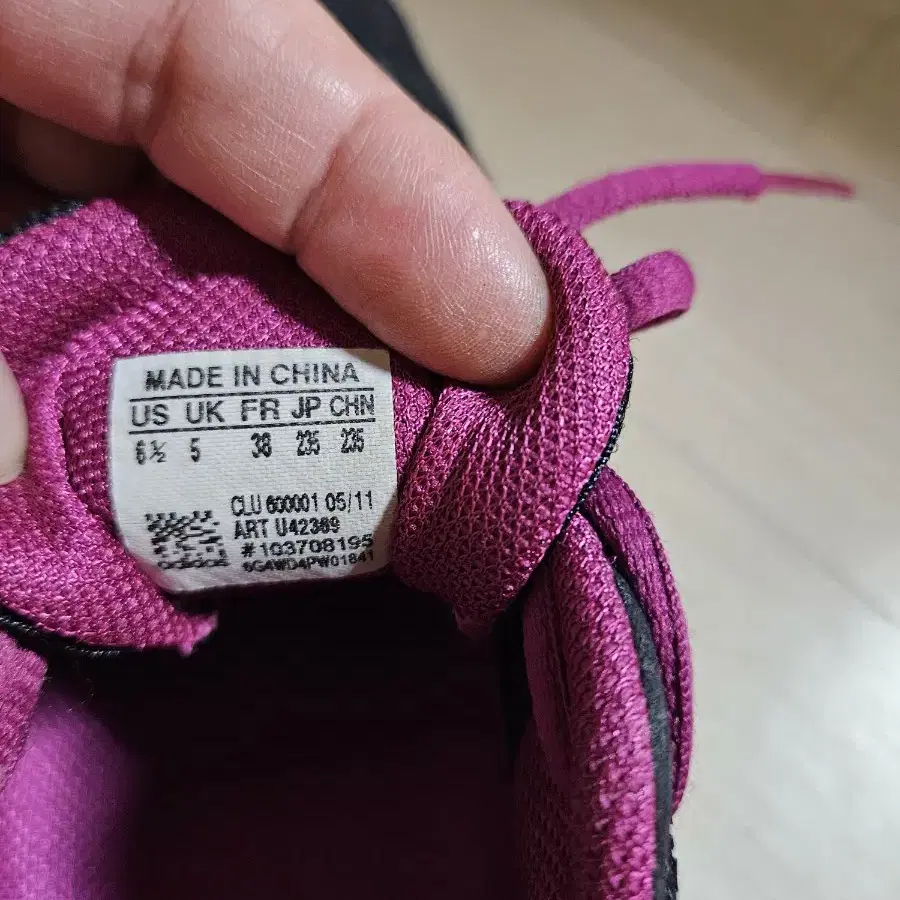 MADE IN CHINA
US UK FR JP CHN
6½ 5 38 235 235
CLU 600001 05/11
ART U42369
#103708195
6G4WD4PW01841
adidas